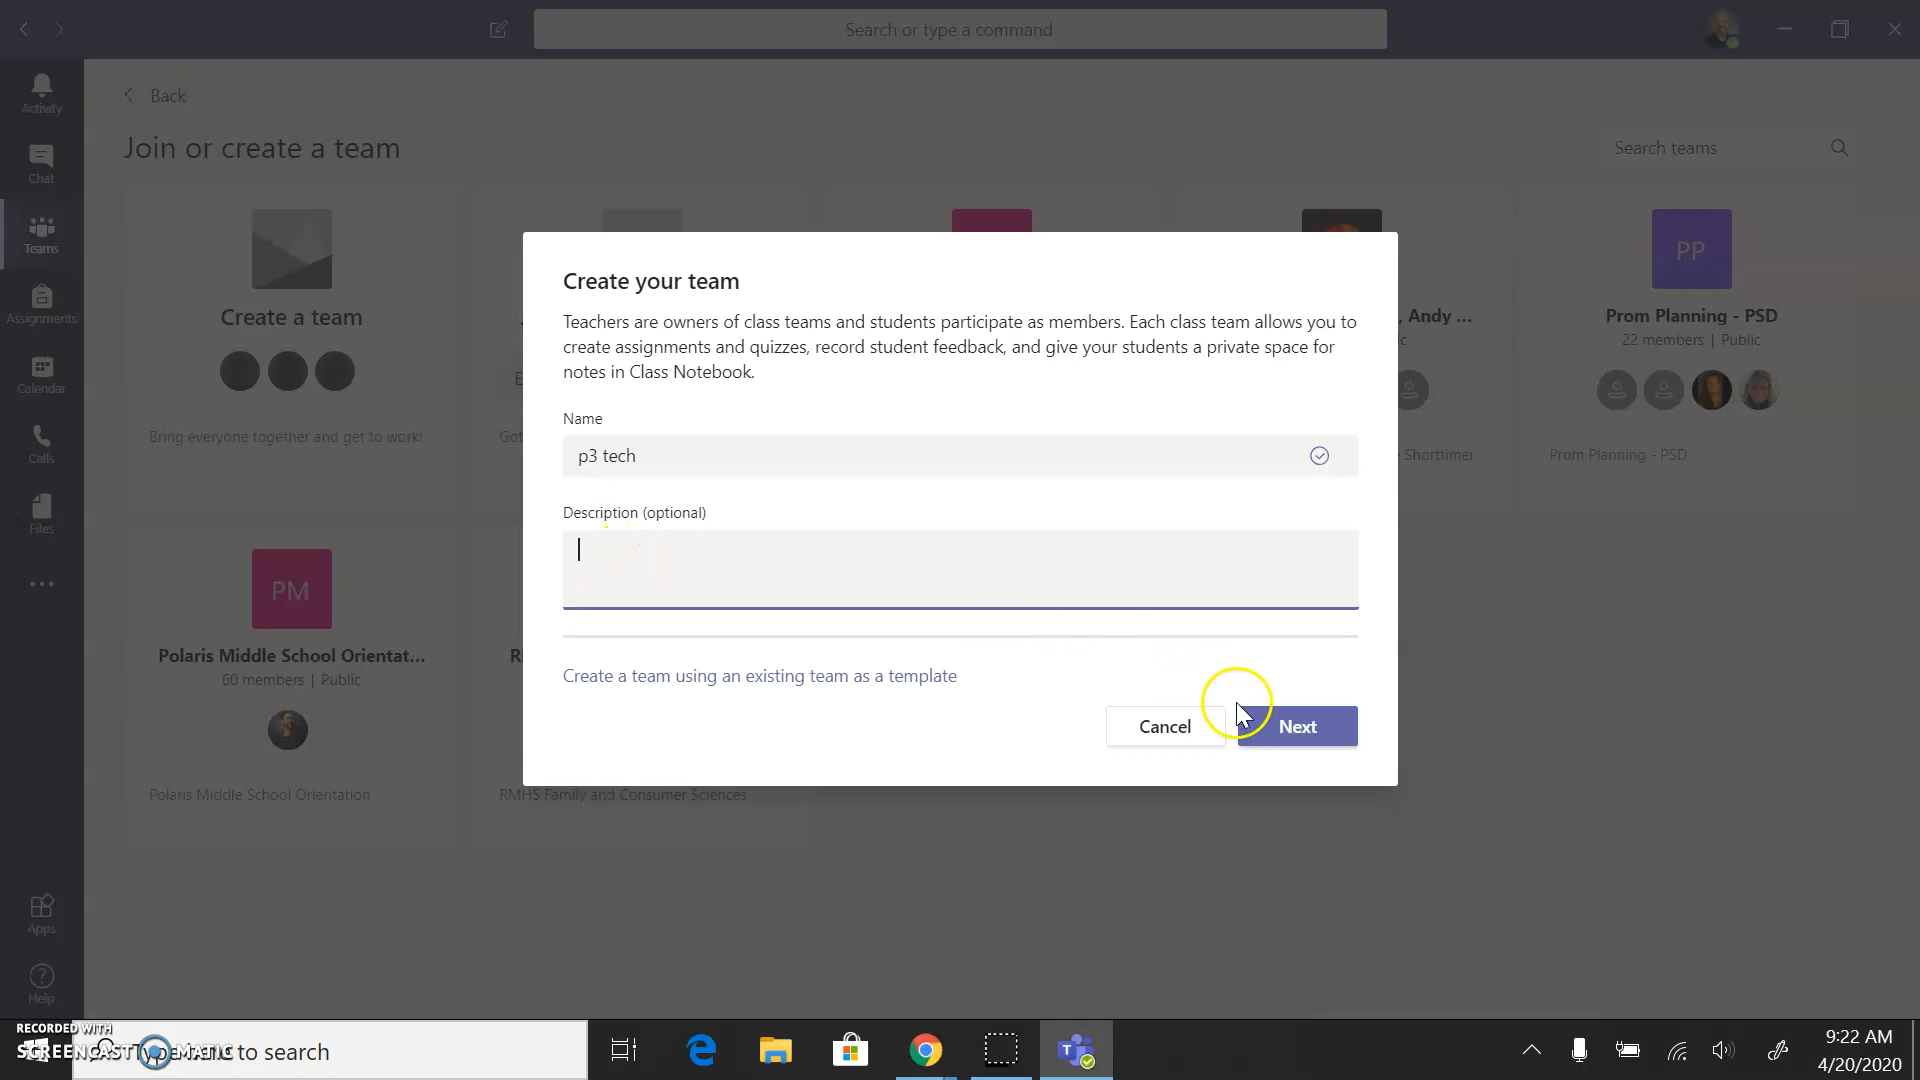 Search or type a command
Activity
Chat
Teams
Assignments
Calendar
Calls
Files
Apps
Help
Back
Join or create a team
Search teams
Create a team
Bring everyone together and get to work!
, Andy ...
Shorttimer
PP
Prom Planning - PSD
22 members | Public
Prom Planning - PSD
PM
Polaris Middle School Orientat...
60 members | Public
Polaris Middle School Orientation
RMHS Family and Consumer Sciences
Create your team
Teachers are owners of class teams and students participate as members. Each class team allows you to
create assignments and quizzes, record student feedback, and give your students a private space for
notes in Class Notebook.
Name
p3 tech
Description (optional)
Create a team using an existing team as a template
Cancel
Next
RECORDED WITH
SCREENCAST MATIC
to search
9:22 AM
4/20/2020